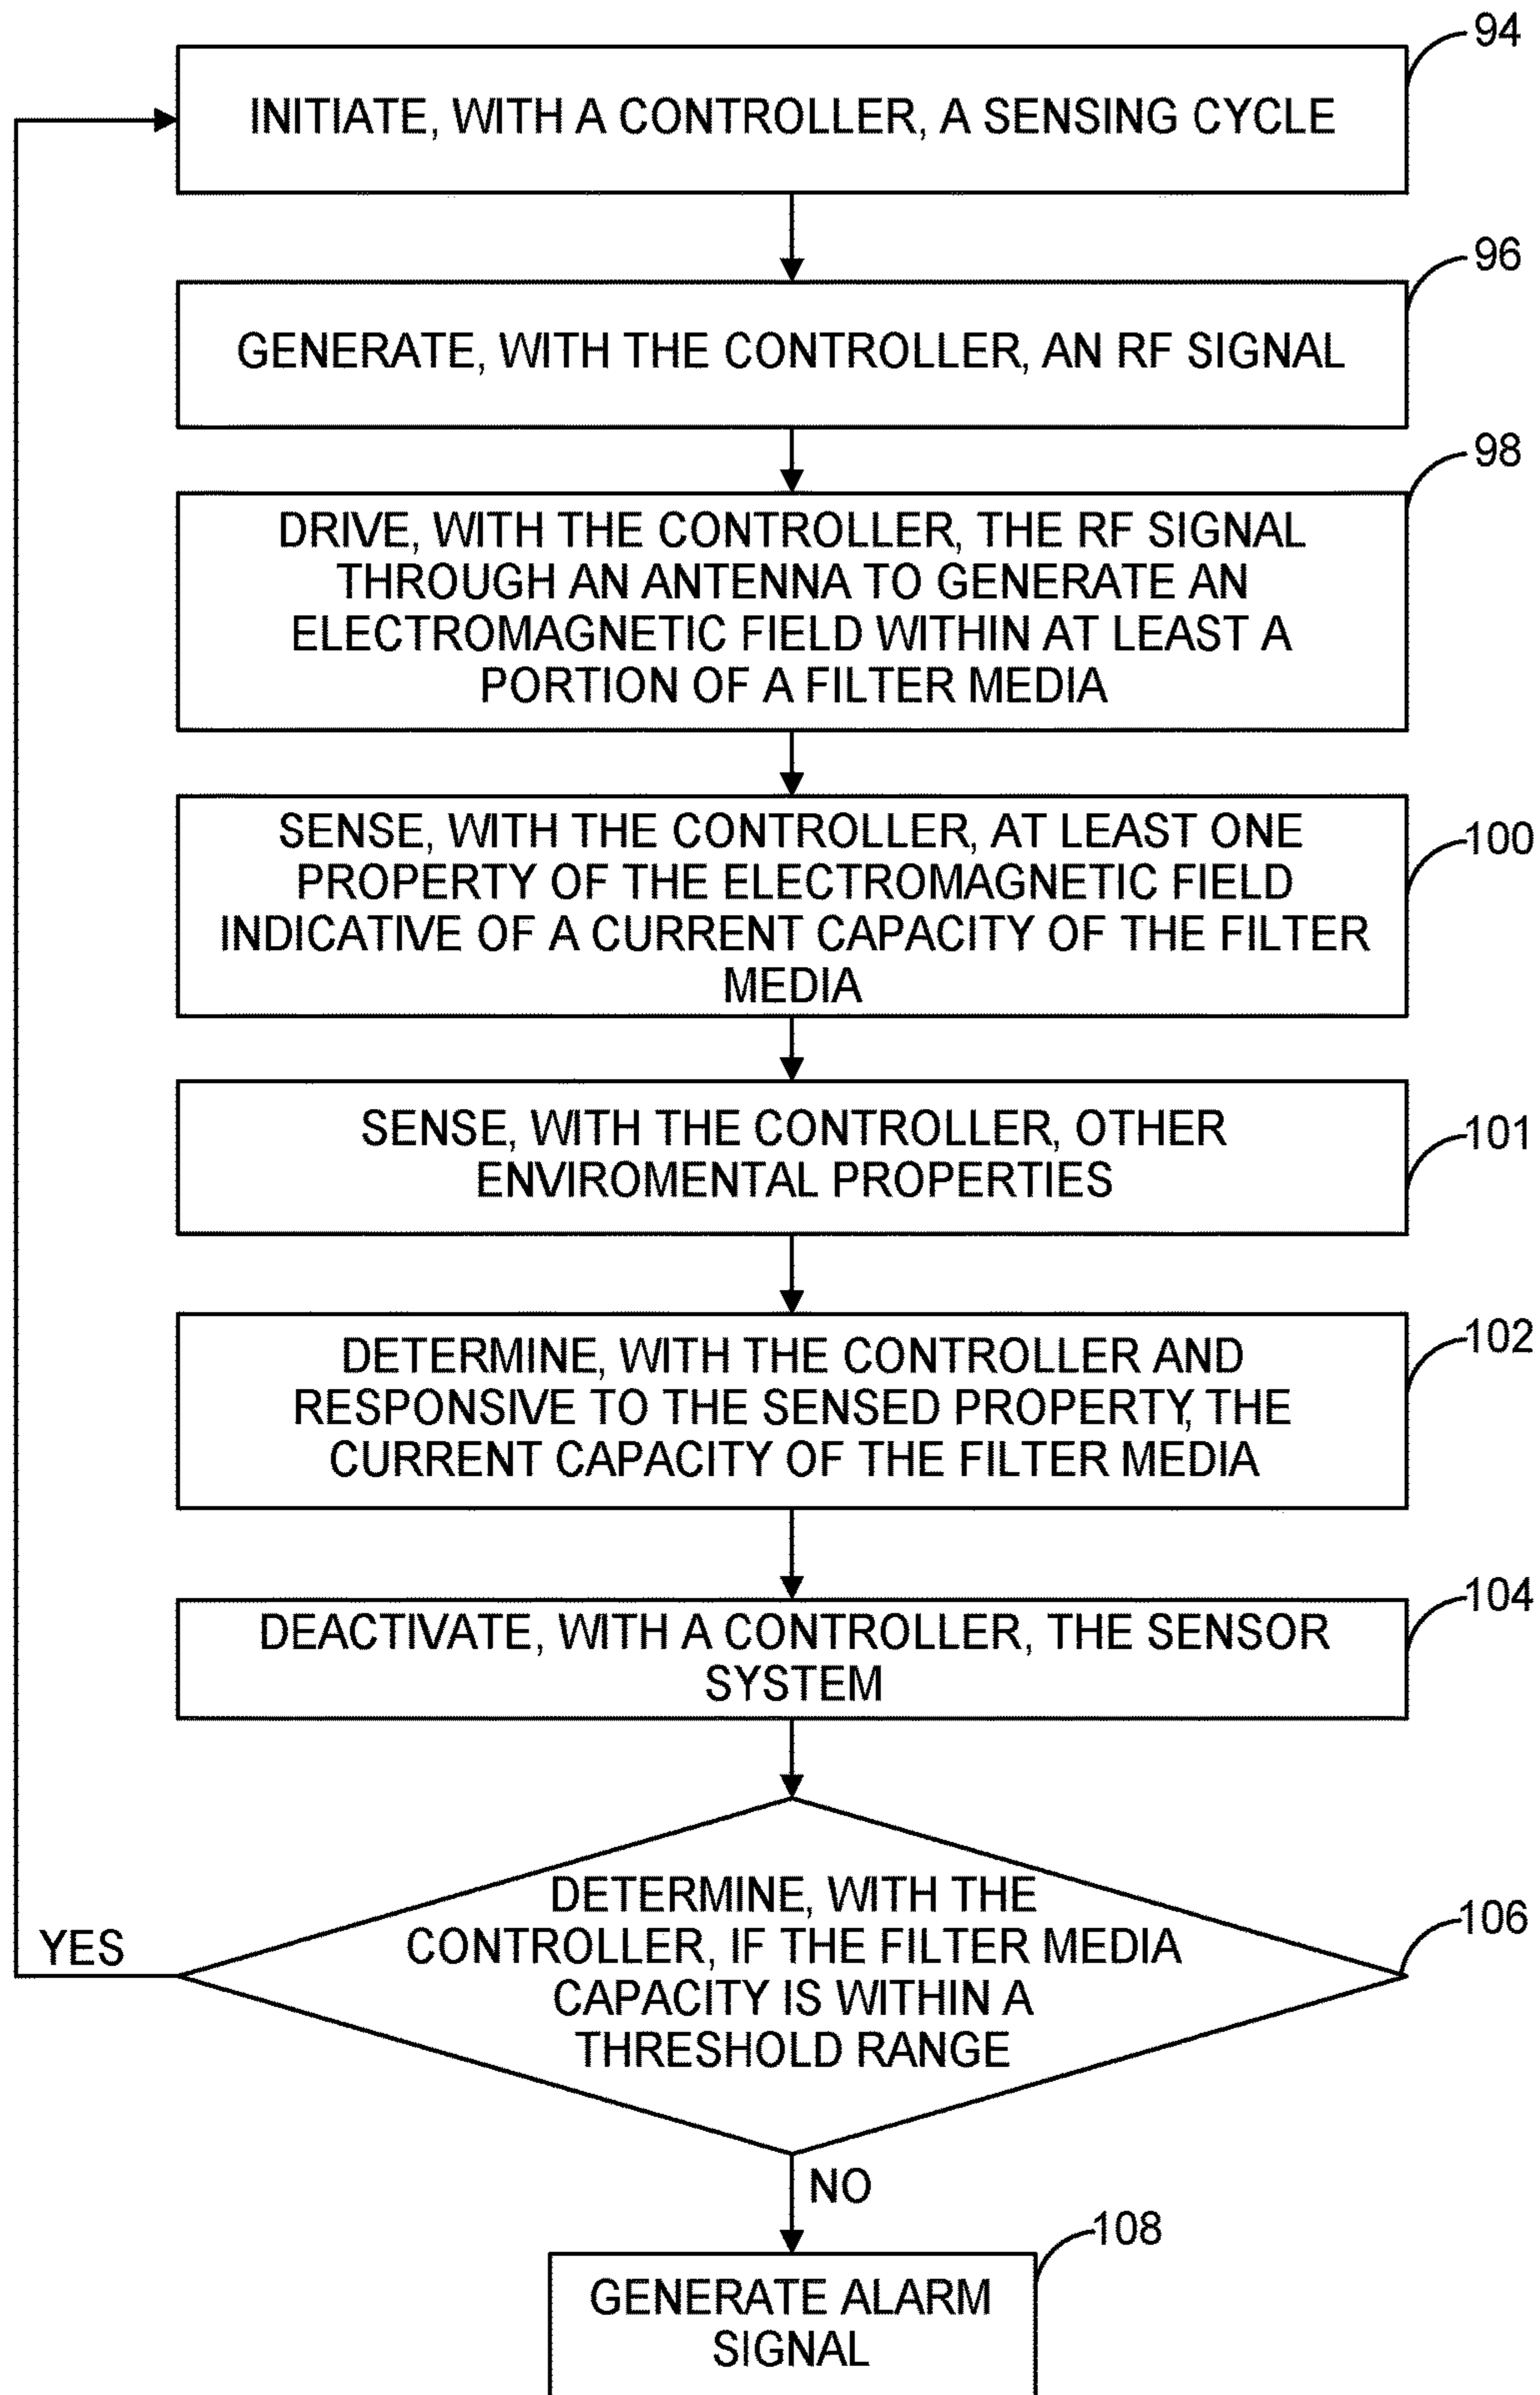 94
INITIATE, WITH A CONTROLLER, A SENSING CYCLE
96
GENERATE, WITH THE CONTROLLER, AN RF SIGNAL
98
DRIVE, WITH THE CONTROLLER, THE RF SIGNAL
THROUGH AN ANTENNA TO GENERATE AN
ELECTROMAGNETIC FIELD WITHIN AT LEAST A
PORTION OF A FILTER MEDIA
SENSE, WITH THE CONTROLLER, AT LEAST ONE
PROPERTY OF THE ELECTROMAGNETIC FIELD
INDICATIVE OF A CURRENT CAPACITY OF THE FILTER
MEDIA
100
SENSE, WITH THE CONTROLLER, OTHER
ENVIROMENTAL PROPERTIES
101
DETERMINE, WITH THE CONTROLLER AND
RESPONSIVE TO THE SENSED PROPERTY, THE
CURRENT CAPACITY OF THE FILTER MEDIA
102
DEACTIVATE, WITH A CONTROLLER, THE SENSOR
SYSTEM
104
DETERMINE, WITH THE
CONTROLLER, IF THE FILTER MEDIA
CAPACITY IS WITHIN A
THRESHOLD RANGE
106
YES
NO
108
GENERATE ALARM
SIGNAL